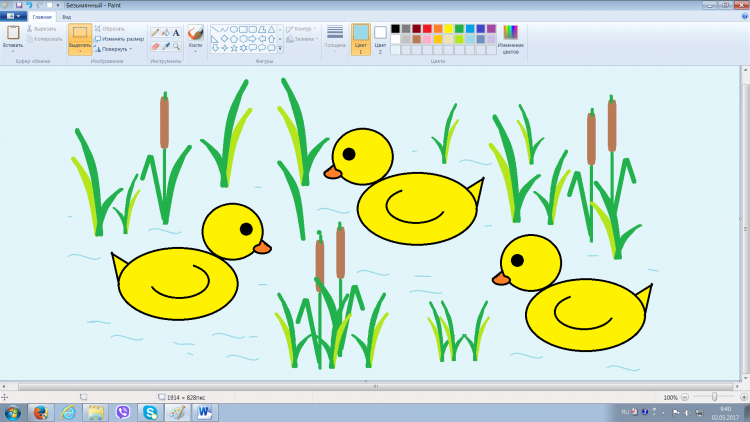 Безымянный - Paint
Главная Вид
Вставить
Вырезать
Копировать
Буфер обмена
Выделить
Обрезать
Изменить размер
Повернуть
Изображение
Инструменты
Кисти
Контур
Заливка
Фигуры
Толщина
Цвет 1
Цвет 2
Изменение цветов
Цвета
1914 × 828пкс
100%
RU
9:40
02.05.2017